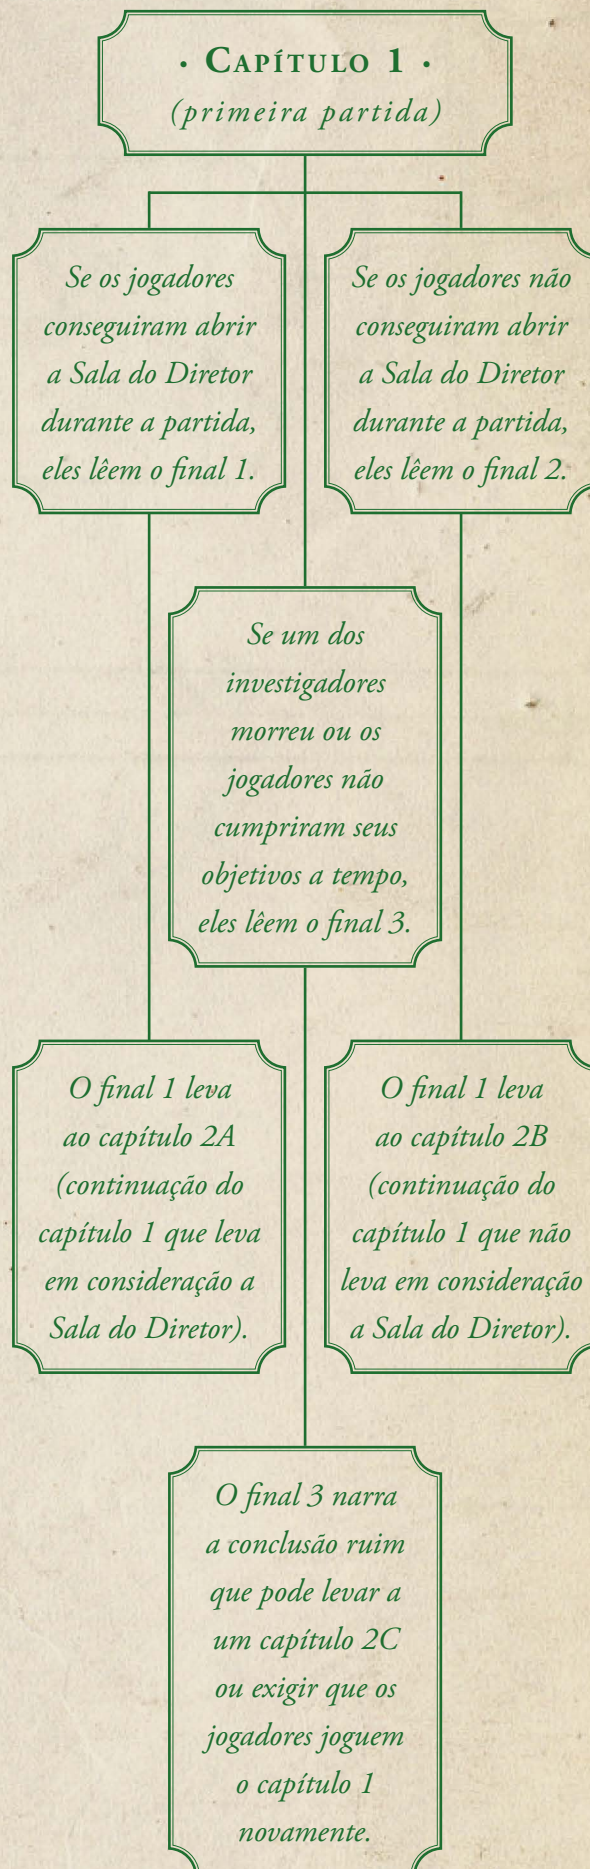 · Capítulo 1 ·
(primeira partida)
Se os jogadores
conseguiram abrir
a Sala do Diretor
durante a partida,
eles lêem o final 1.
Se os jogadores não
conseguiram abrir
a Sala do Diretor
durante a partida,
eles lêem o final 2.
Se um dos
investigadores
morreu ou os
jogadores não
cumpriram seus
objetivos a tempo,
eles lêem o final 3.
O final 1 leva
ao capítulo 2A
(continuação do
capítulo 1 que leva
em consideração a
Sala do Diretor).
O final 1 leva
ao capítulo 2B
(continuação do
capítulo 1 que não
leva em consideração
a Sala do Diretor).
O final 3 narra
a conclusão ruim
que pode levar a
um capítulo 2C
ou exigir que os
jogadores joguem
o capítulo 1
novamente.